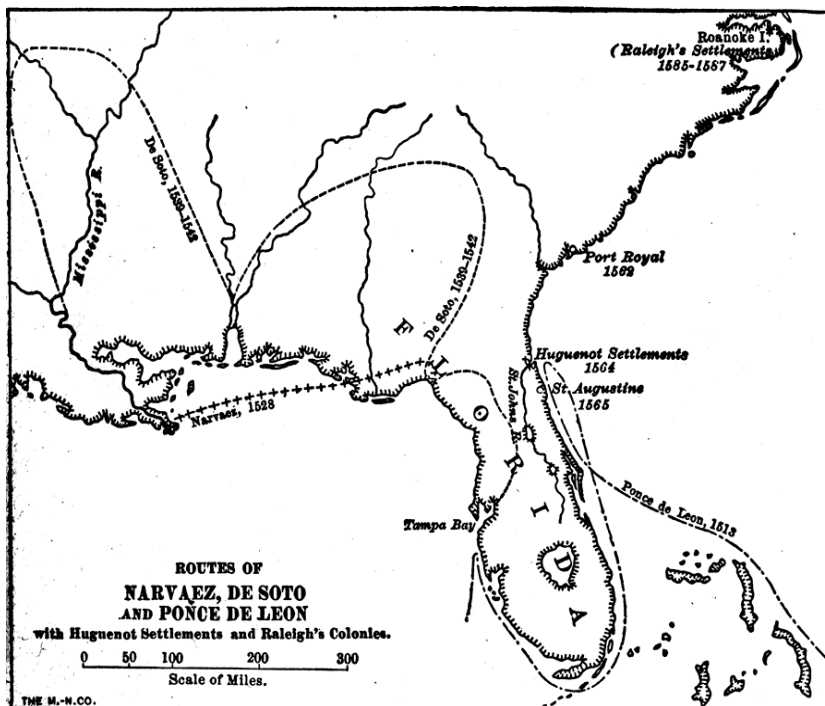 Roanoke I.
(Raleigh's Settlements
1585-1587
De Soto, 1539-1542
Mississippi R.
Port Royal
1562
De Soto, 1539-1542
Huguenot Settlements
1564
St. Augustine
1565
St. Johns R.
Narvaez, 1528
FLORIDA
Ponce de Leon, 1513
Tampa Bay
ROUTES OF
NARVAEZ, DE SOTO
AND PONCE DE LEON
with Huguenot Settlements and Raleigh's Colonies.
0 50 100 200 300
Scale of Miles.
THE M.-N.CO.